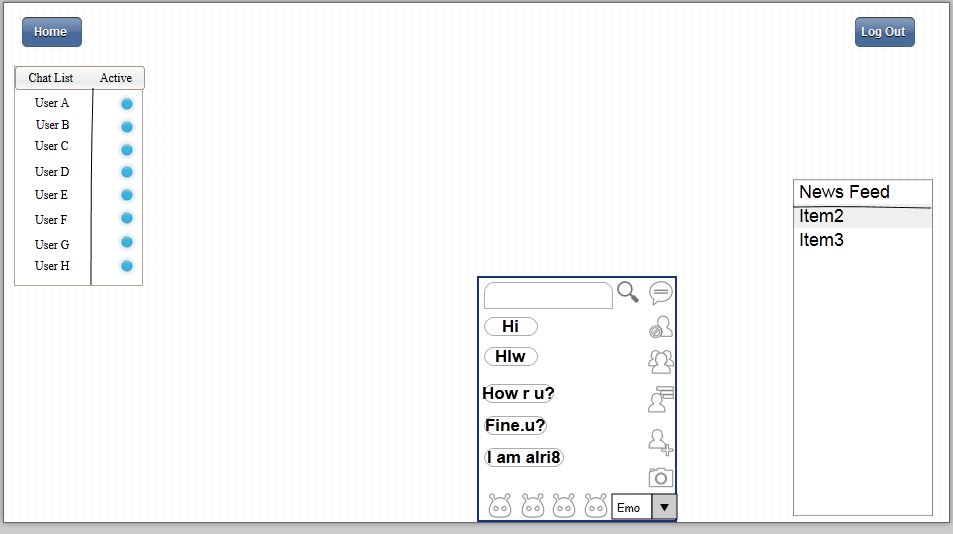 Home
Log Out
Chat List Active
User A
User B
User C
User D
User E
User F
User G
User H
News Feed
Item2
Item3
Hi
Hlw
How r u?
Fine.u?
I am alri8
Emo